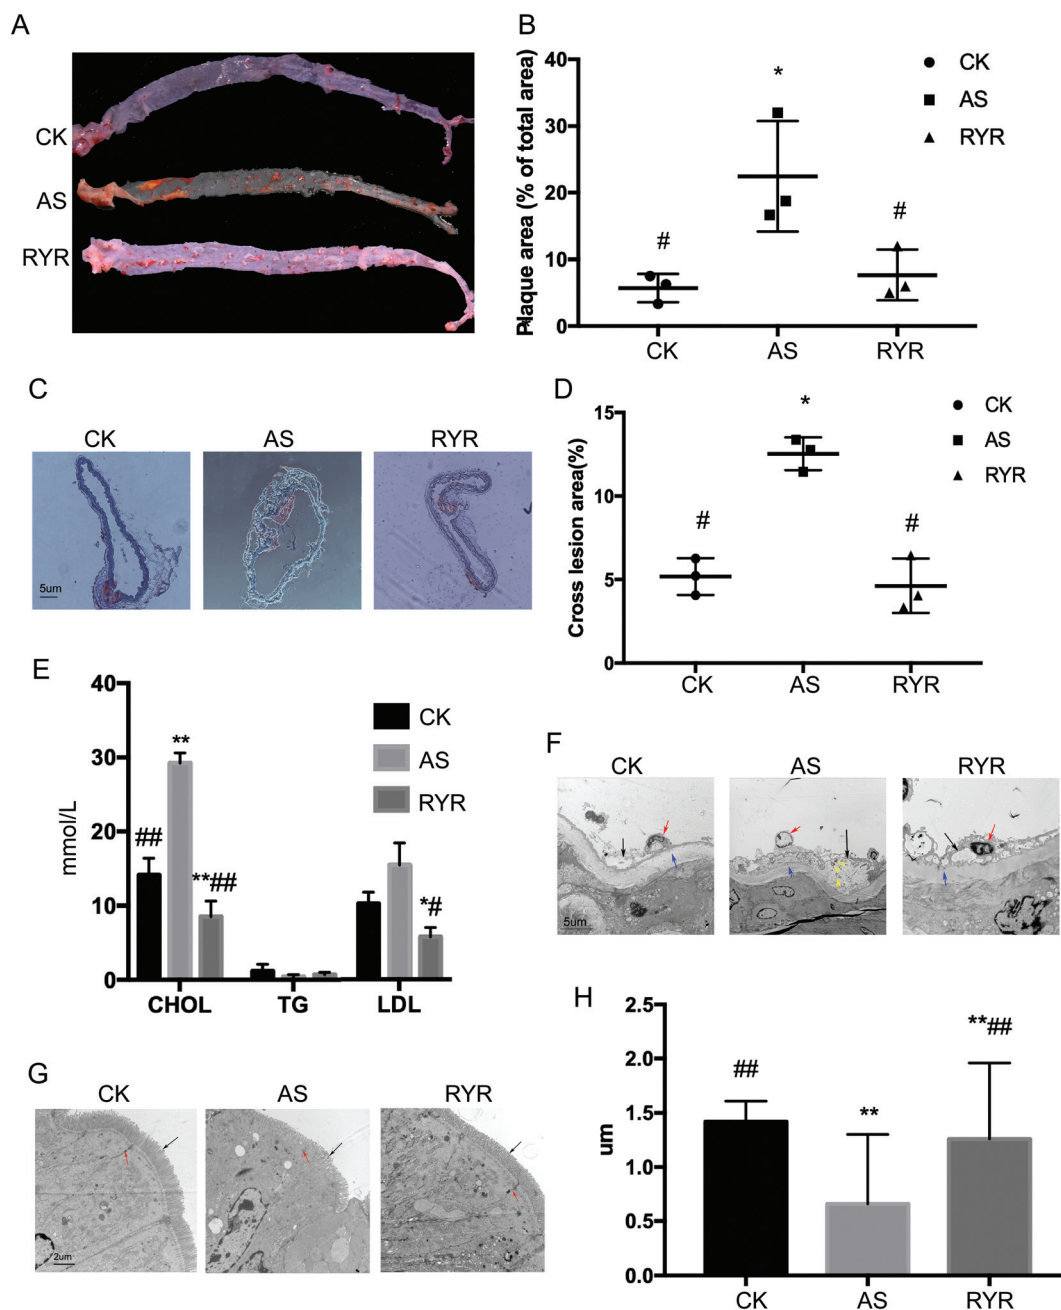 A
CK
AS
RYR
B
Plaque area (% of total area)
40
30
20
10
0
*
#
#
CK
AS
RYR
CK
AS
RYR
C
CK
AS
RYR
5um
D
Cross lesion area(%)
15
10
5
0
*
#
#
CK
AS
RYR
CK
AS
RYR
E
mmol/L
40
30
20
10
0
##
**
**##
*#
CK
AS
RYR
CHOL
TG
LDL
F
CK
AS
RYR
5um
G
CK
AS
RYR
2um
H
um
2.5
2.0
1.5
1.0
0.5
0.0
##
**
**##
CK
AS
RYR